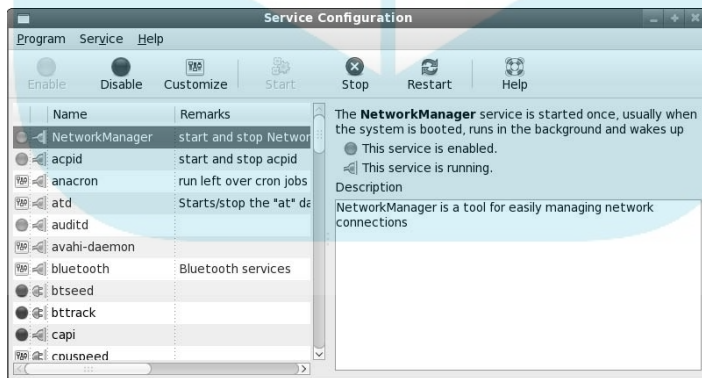 Service Configuration
Program Service Help
Enable Disable Customize Start Stop Restart Help
Name Remarks
NetworkManager start and stop Networ
acpid start and stop acpid
anacron run left over cron jobs
atd Starts/stop the "at" da
auditd
avahi-daemon
bluetooth Bluetooth services
btseed
bttrack
capi
cpuspeed
The NetworkManager service is started once, usually when
the system is booted, runs in the background and wakes up
This service is enabled.
This service is running.
Description
NetworkManager is a tool for easily managing network
connections